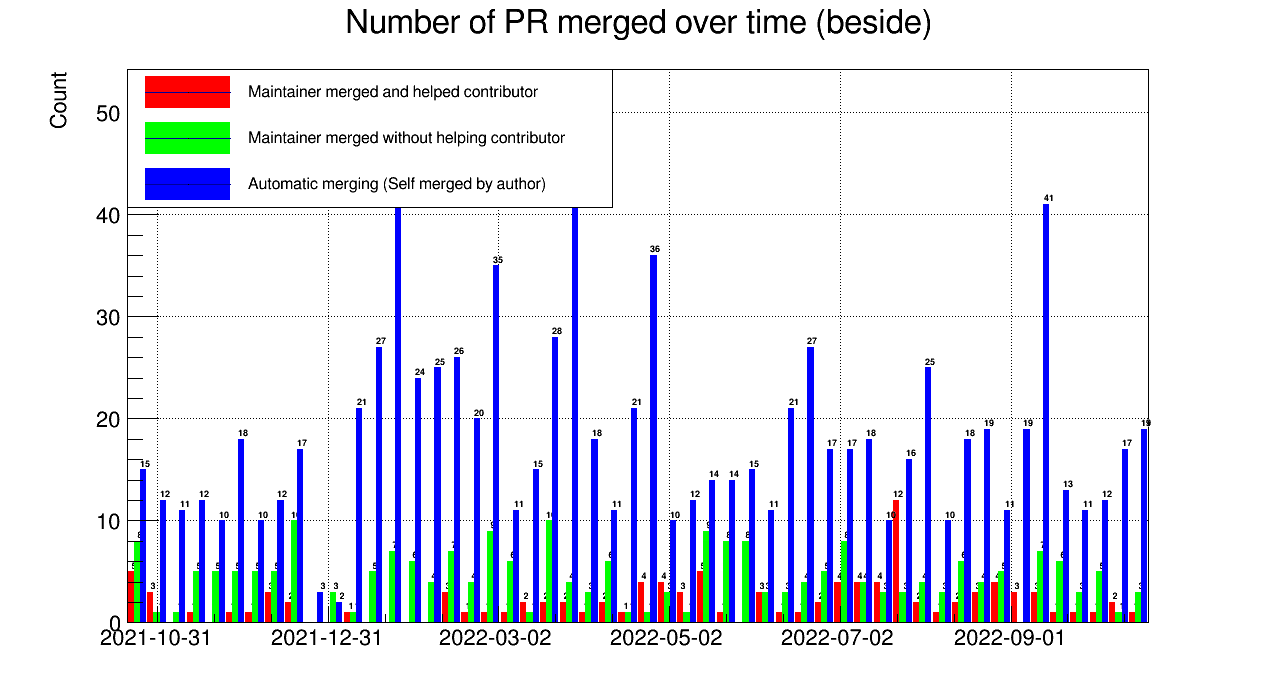 Number of PR merged over time (beside)
Count
Maintainer merged and helped contributor
Maintainer merged without helping contributor
Automatic merging (Self merged by author)
50
40
30
20
10
0
15 12 11 12 10 18 10 12 17 3 2 21 27 24 25 26 20 35 11 15 28 18 11 21 36 10 12 14 14 15 11 21 27 17 17 18 10 12 16 25 10 18 19 11 19 41 13 11 12 17 19
2021-10-31 2021-12-31 2022-03-02 2022-05-02 2022-07-02 2022-09-01